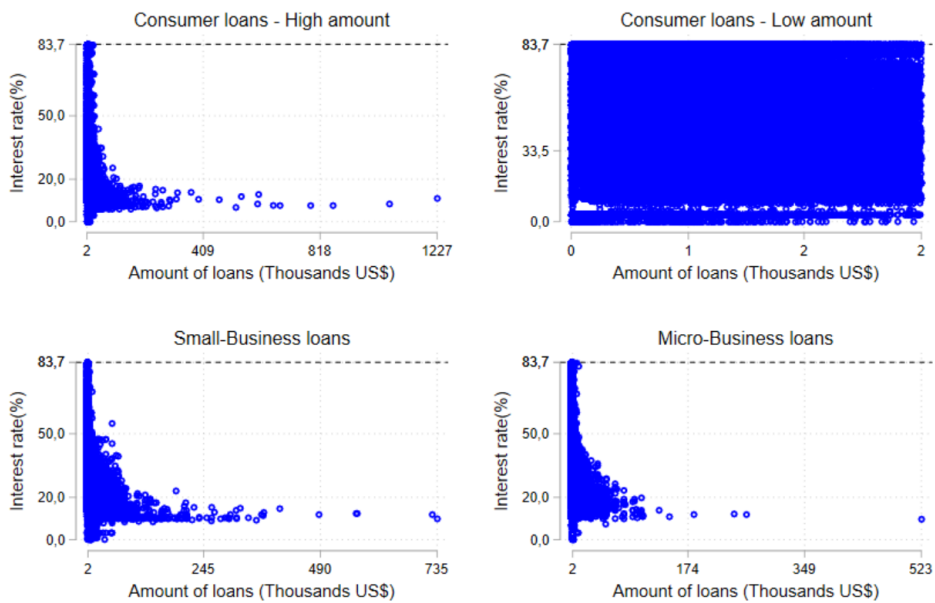 Consumer loans - High amount
83,7
50,0
20,0
0,0
Interest rate(%)
2 409 818 1227
Amount of loans (Thousands US$)
Consumer loans - Low amount
83,7
33,5
0,0
Interest rate(%)
0 1 2 2
Amount of loans (Thousands US$)
Small-Business loans
83,7
50,0
20,0
0,0
Interest rate(%)
2 245 490 735
Amount of loans (Thousands US$)
Micro-Business loans
83,7
50,0
20,0
0,0
Interest rate(%)
2 174 349 523
Amount of loans (Thousands US$)